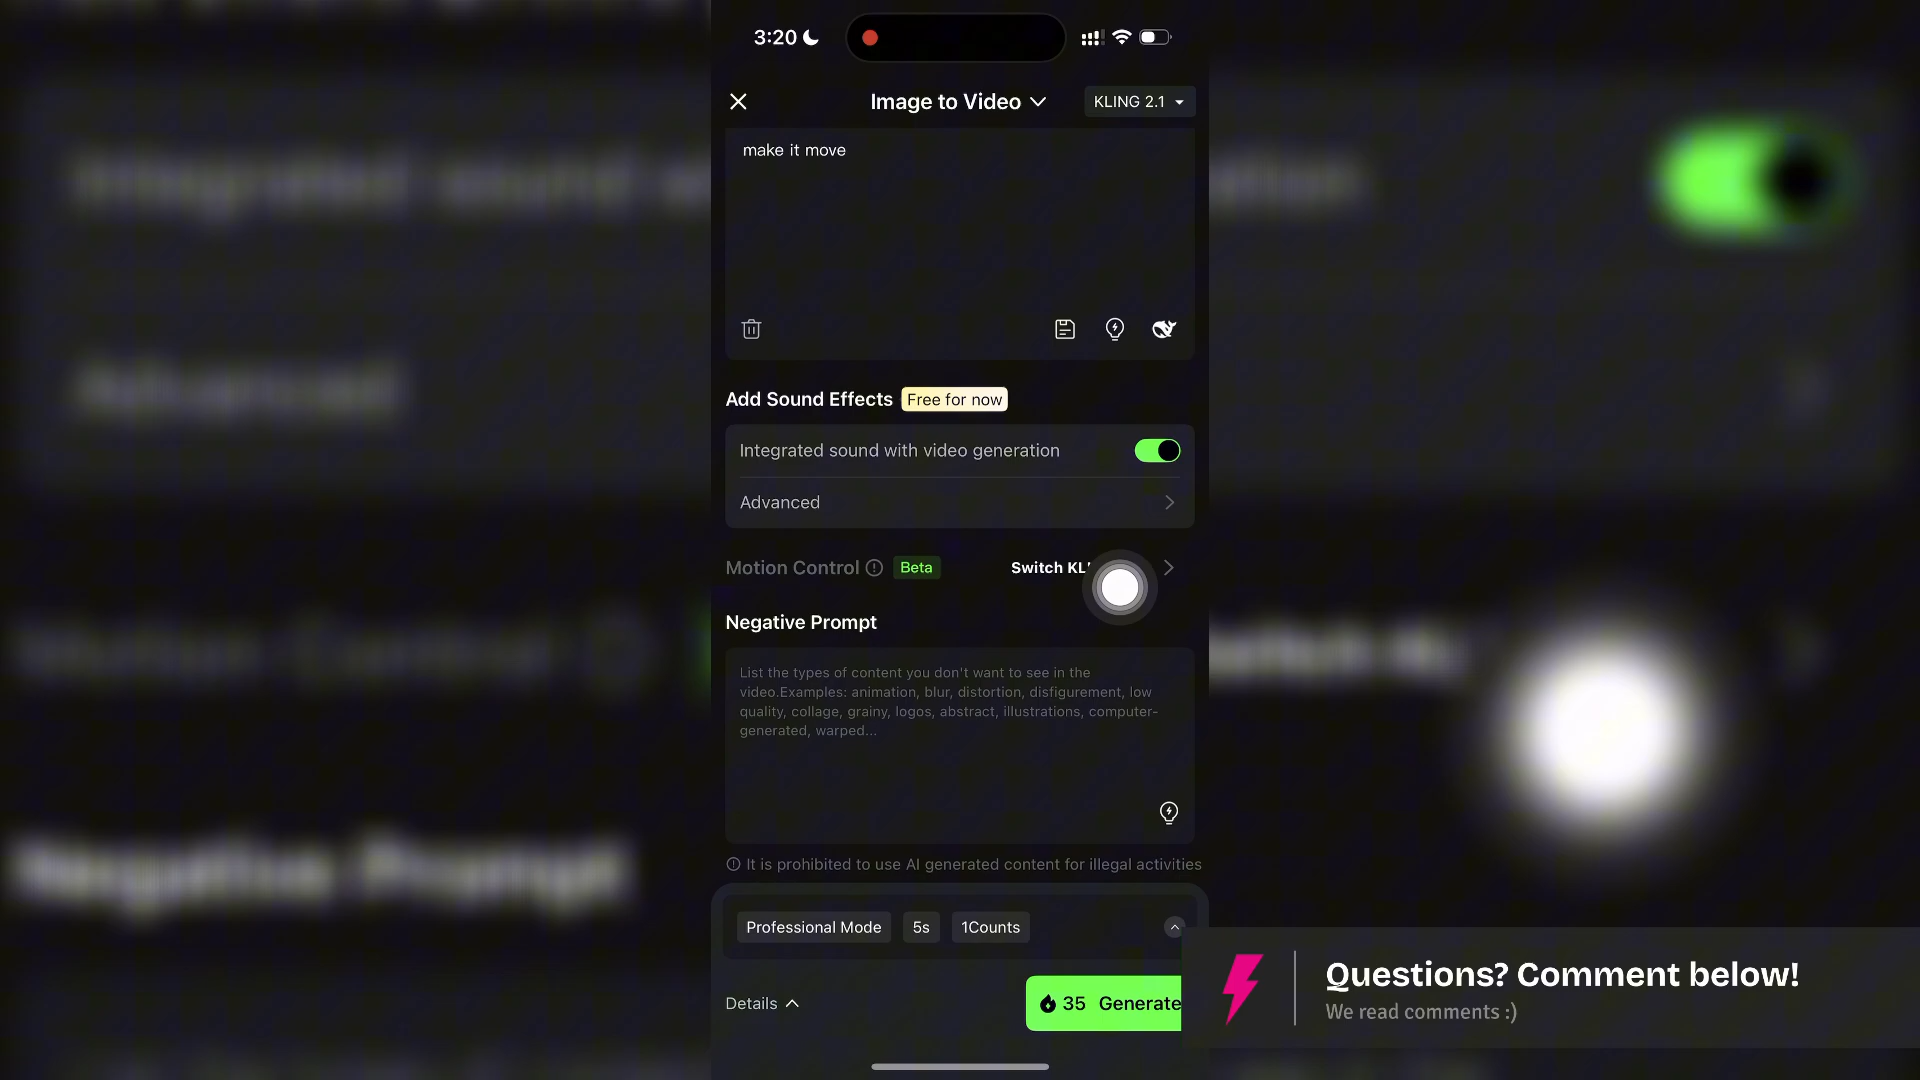 3:20
Image to Video
KLING 2.1
make it move
Add Sound Effects
Free for now
Integrated sound with video generation
Advanced
Motion Control
Beta
Switch
Negative Prompt
List the types of content you don't want to see in the
video.Examples: animation, blur, distortion, disfigurement, low
quality, collage, grainy, logos, abstract, illustrations, computer-
generated, warped...
It is prohibited to use AI generated content for illegal activities
Professional Mode
5s
1Counts
Details
35 Generate
Questions? Comment below!
We read comments :)
Negative Prompt